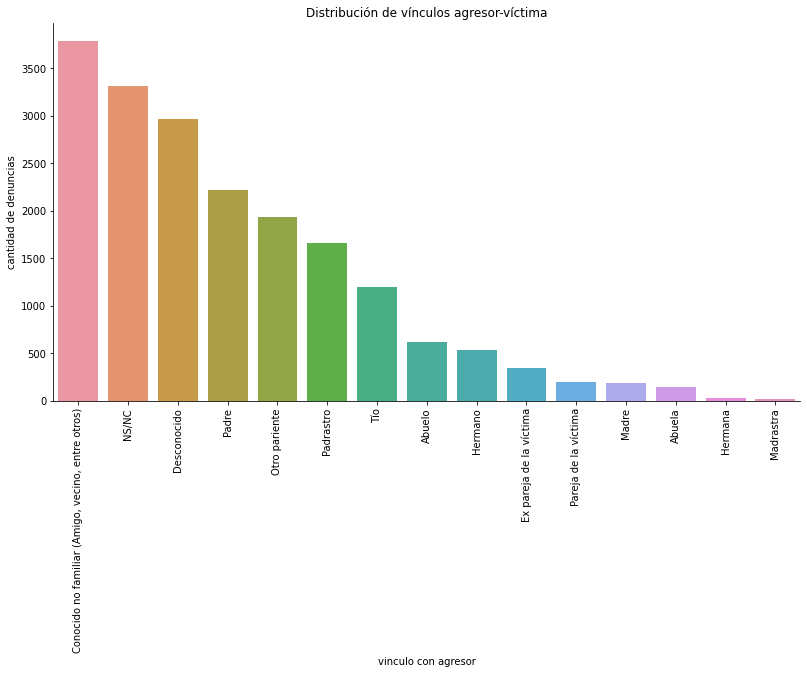 Distribución de vínculos agresor-víctima
cantidad de denuncias
3500
3000
2500
2000
1500
1000
500
0
Conocido no familiar (Amigo, vecino, entre otros)
NS/NC
Desconocido
Padre
Otro pariente
Padrastro
Tío
Abuelo
Hermano
Ex pareja de la víctima
Pareja de la víctima
Madre
Abuela
Hermana
Madrastra
vinculo con agresor